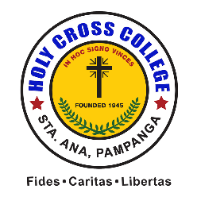 HOLY CROSS COLLEGE
IN HOC SIGNO VINCES
FOUNDED 1945
STA. ANA, PAMPANGA
Fides • Caritas • Libertas